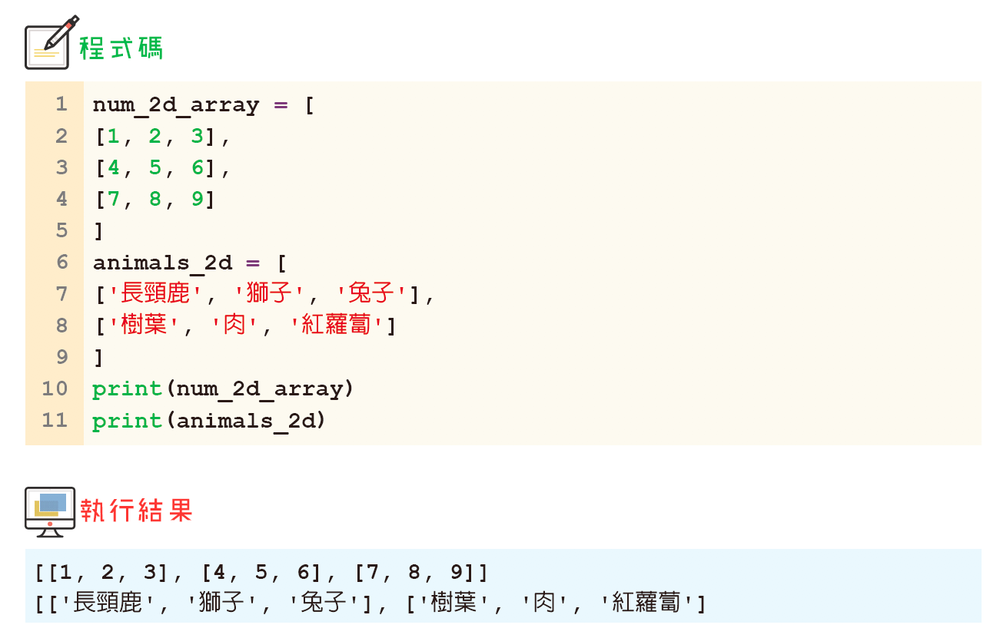 程式碼
1 num_2d_array = [
2 [1, 2, 3],
3 [4, 5, 6],
4 [7, 8, 9]
5 ]
6 animals_2d = [
7 ['長頸鹿', '獅子', '兔子'],
8 ['樹葉', '肉', '紅蘿蔔']
9 ]
10 print(num_2d_array)
11 print(animals_2d)
執行結果
[[1, 2, 3], [4, 5, 6], [7, 8, 9]]
[['長頸鹿', '獅子', '兔子'], ['樹葉', '肉', '紅蘿蔔']